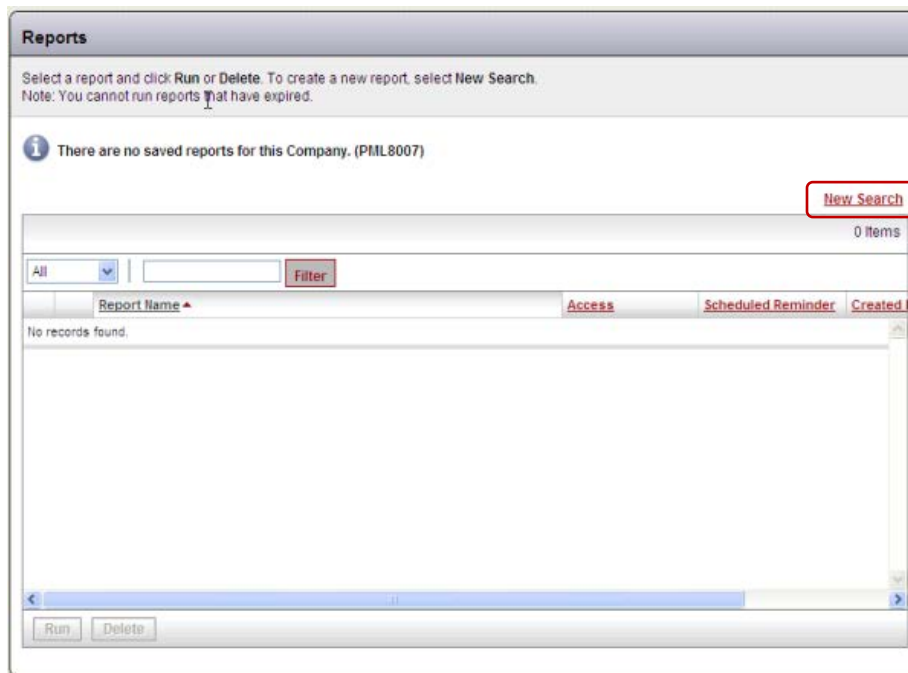 Reports
Select a report and click Run or Delete. To create a new report, select New Search.
Note: You cannot run reports that have expired.
There are no saved reports for this Company. (PML8007)
New Search
0 Items
All
Filter
Report Name Access Scheduled Reminder Created
No records found.
Run Delete